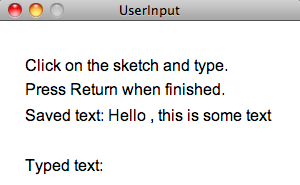 UserInput
Click on the sketch and type.
Press Return when finished.
Saved text: Hello , this is some text
Typed text: